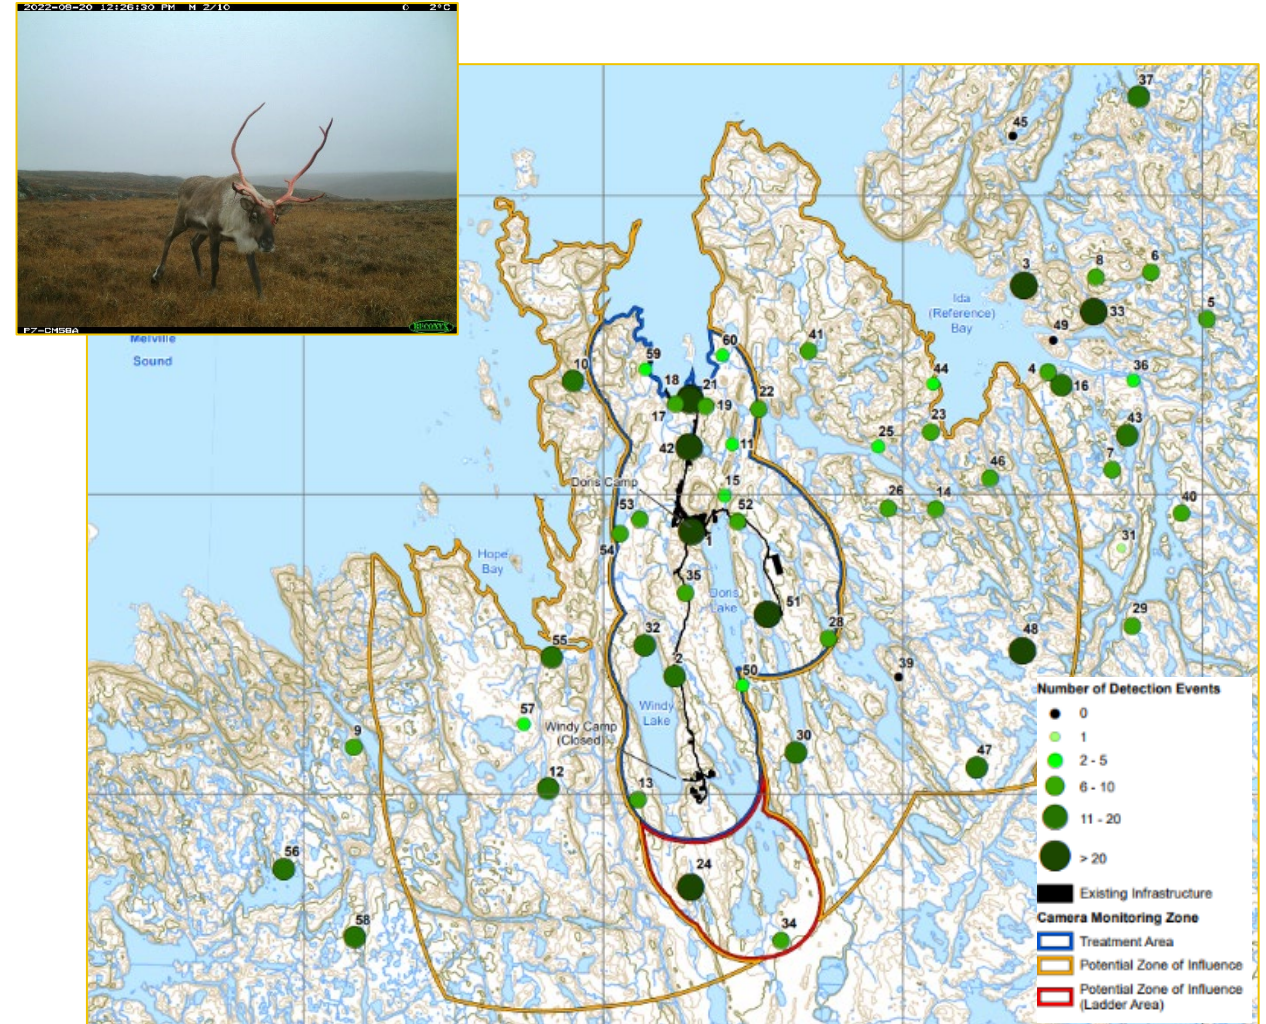 2022-08-20 12:26:30 PM M 2/10 0 2°C
P7-CM58A
RECONYX
Melville
Sound
37
45
3
8
6
Ida
(Reference)
Bay
33
5
49
59
60
41
10
44
4
16
36
18
21
22
17
19
23
43
42
11
25
7
46
Doris Camp
15
26
14
40
53
52
54
1
31
Hope
Bay
35
Doris
Lake
51
29
28
32
48
55
2
50
39
Windy
Lake
57
Windy Camp
(Closed)
9
30
47
12
13
56
24
58
34
Number of Detection Events
0
1
2 - 5
6 - 10
11 - 20
> 20
Existing Infrastructure
Camera Monitoring Zone
Treatment Area
Potential Zone of Influence
Potential Zone of Influence
(Ladder Area)